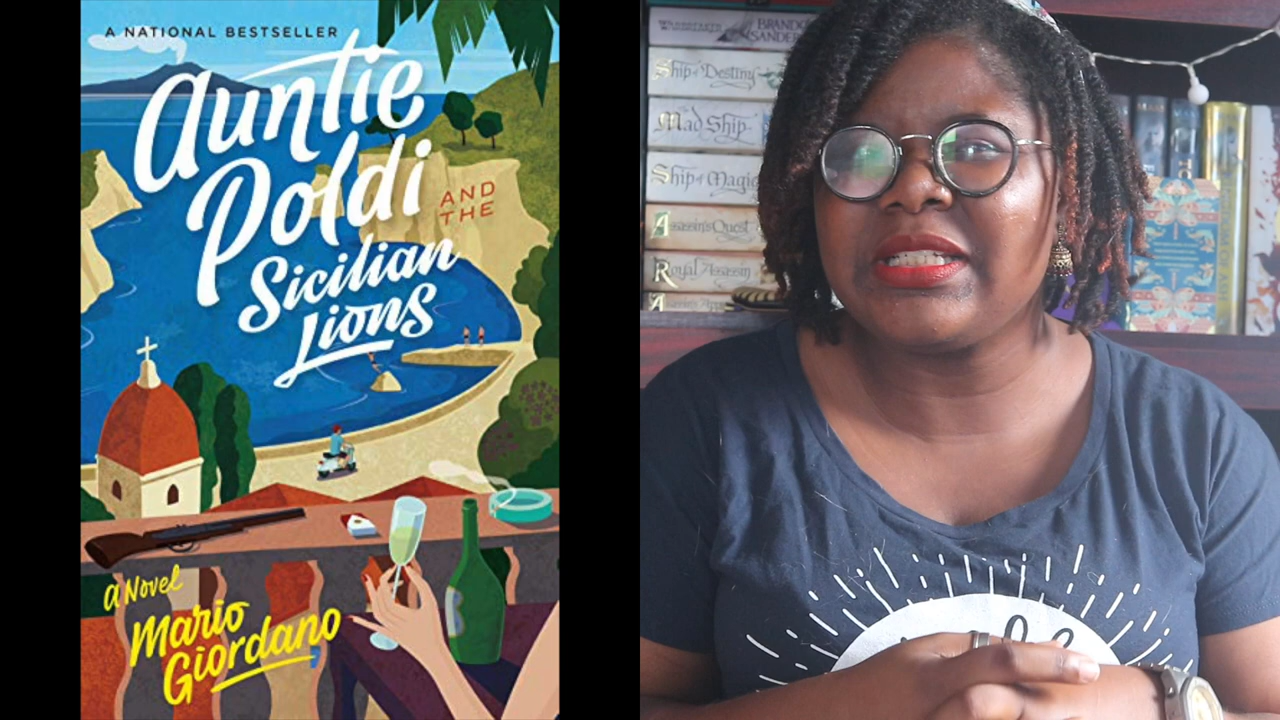 A NATIONAL BESTSELLER
Auntie
Poldi
AND
THE
Sicilian
Lions
a Novel
Mario
Giordano
Ship of Destiny
Mad Ship
Ship of Magic
Assassin's Quest
Royal Assassin